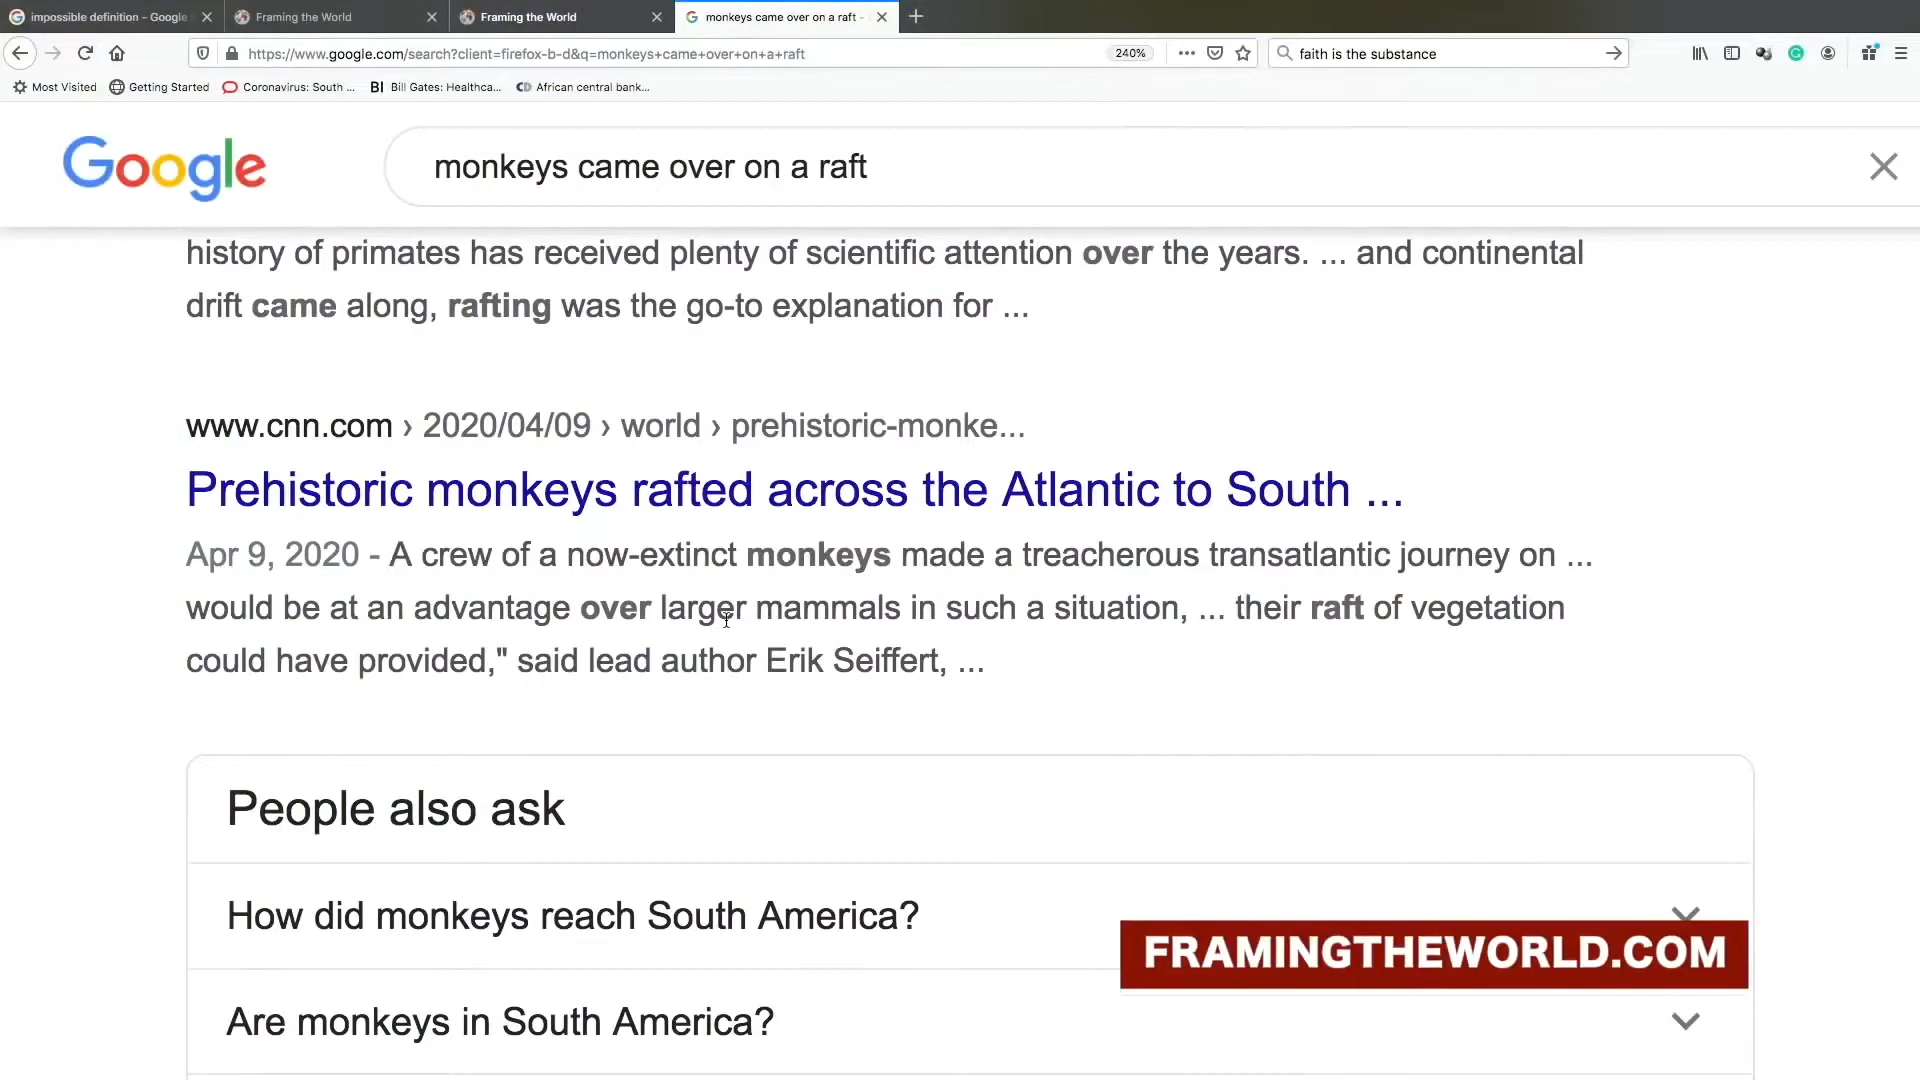 impossible definition - Google
Framing the World
Framing the World
monkeys came over on a raft -
https://www.google.com/search?client=firefox-b-d&q=monkeys+came+over+on+a+raft
240%
faith is the substance
Most Visited
Getting Started
Coronavirus: South ...
BI Bill Gates: Healthca...
CD African central bank...
Google
monkeys came over on a raft
history of primates has received plenty of scientific attention over the years. ... and continental
drift came along, rafting was the go-to explanation for ...
www.cnn.com › 2020/04/09 › world › prehistoric-monke...
Prehistoric monkeys rafted across the Atlantic to South ...
Apr 9, 2020 - A crew of a now-extinct monkeys made a treacherous transatlantic journey on ...
would be at an advantage over larger mammals in such a situation, ... their raft of vegetation
could have provided," said lead author Erik Seiffert, ...
People also ask
How did monkeys reach South America?
FRAMINGTHEWORLD.COM
Are monkeys in South America?